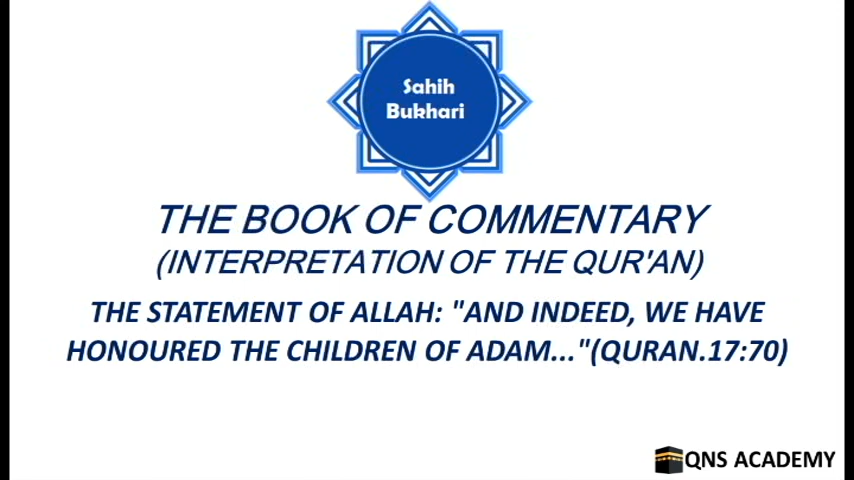 Sahih
Bukhari
THE BOOK OF COMMENTARY
(INTERPRETATION OF THE QUR'AN)
THE STATEMENT OF ALLAH: "AND INDEED, WE HAVE
HONOURED THE CHILDREN OF ADAM..."(QURAN.17:70)
QNS ACADEMY